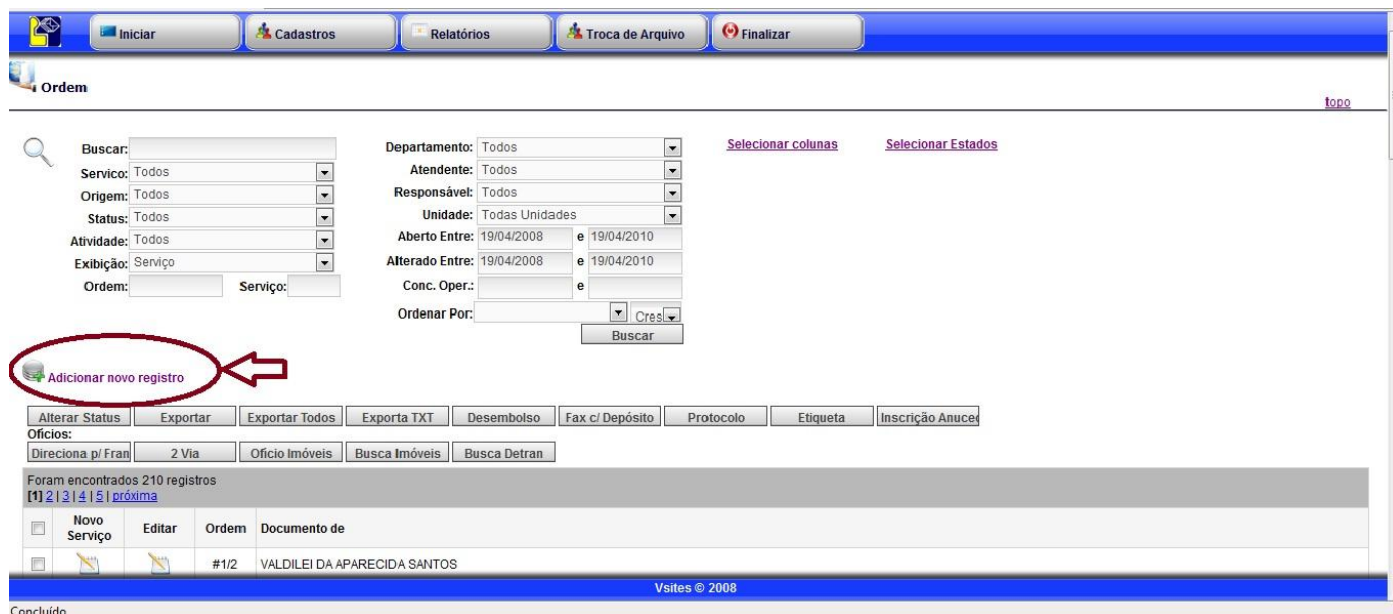 Iniciar Cadastros Relatórios Troca de Arquivo Finalizar
Ordem
topo
Buscar: Departamento: Todos Selecionar colunas Selecionar Estados
Servico: Todos Atendente: Todos
Origem: Todos Responsável: Todos
Status: Todos Unidade: Todas Unidades
Atividade: Todos Aberto Entre: 19/04/2008 e 19/04/2010
Exibição: Serviço Alterado Entre: 19/04/2008 e 19/04/2010
Ordem: Serviço: Conc. Oper.: e
Ordenar Por: Cres
Buscar
Adicionar novo registro
Alterar Status Exportar Exportar Todos Exporta TXT Desembolso Fax c/ Depósito Protocolo Etiqueta Inscrição Anucec
Oficios:
Direciona p/ Fran 2 Via Oficio Imóveis Busca Imóveis Busca Detran
Foram encontrados 210 registros
[1] 2 | 3 | 4 | 5 | próxima
Novo Serviço Editar Ordem Documento de
#1/2 VALDILEI DA APARECIDA SANTOS
Vsites © 2008
Concluído